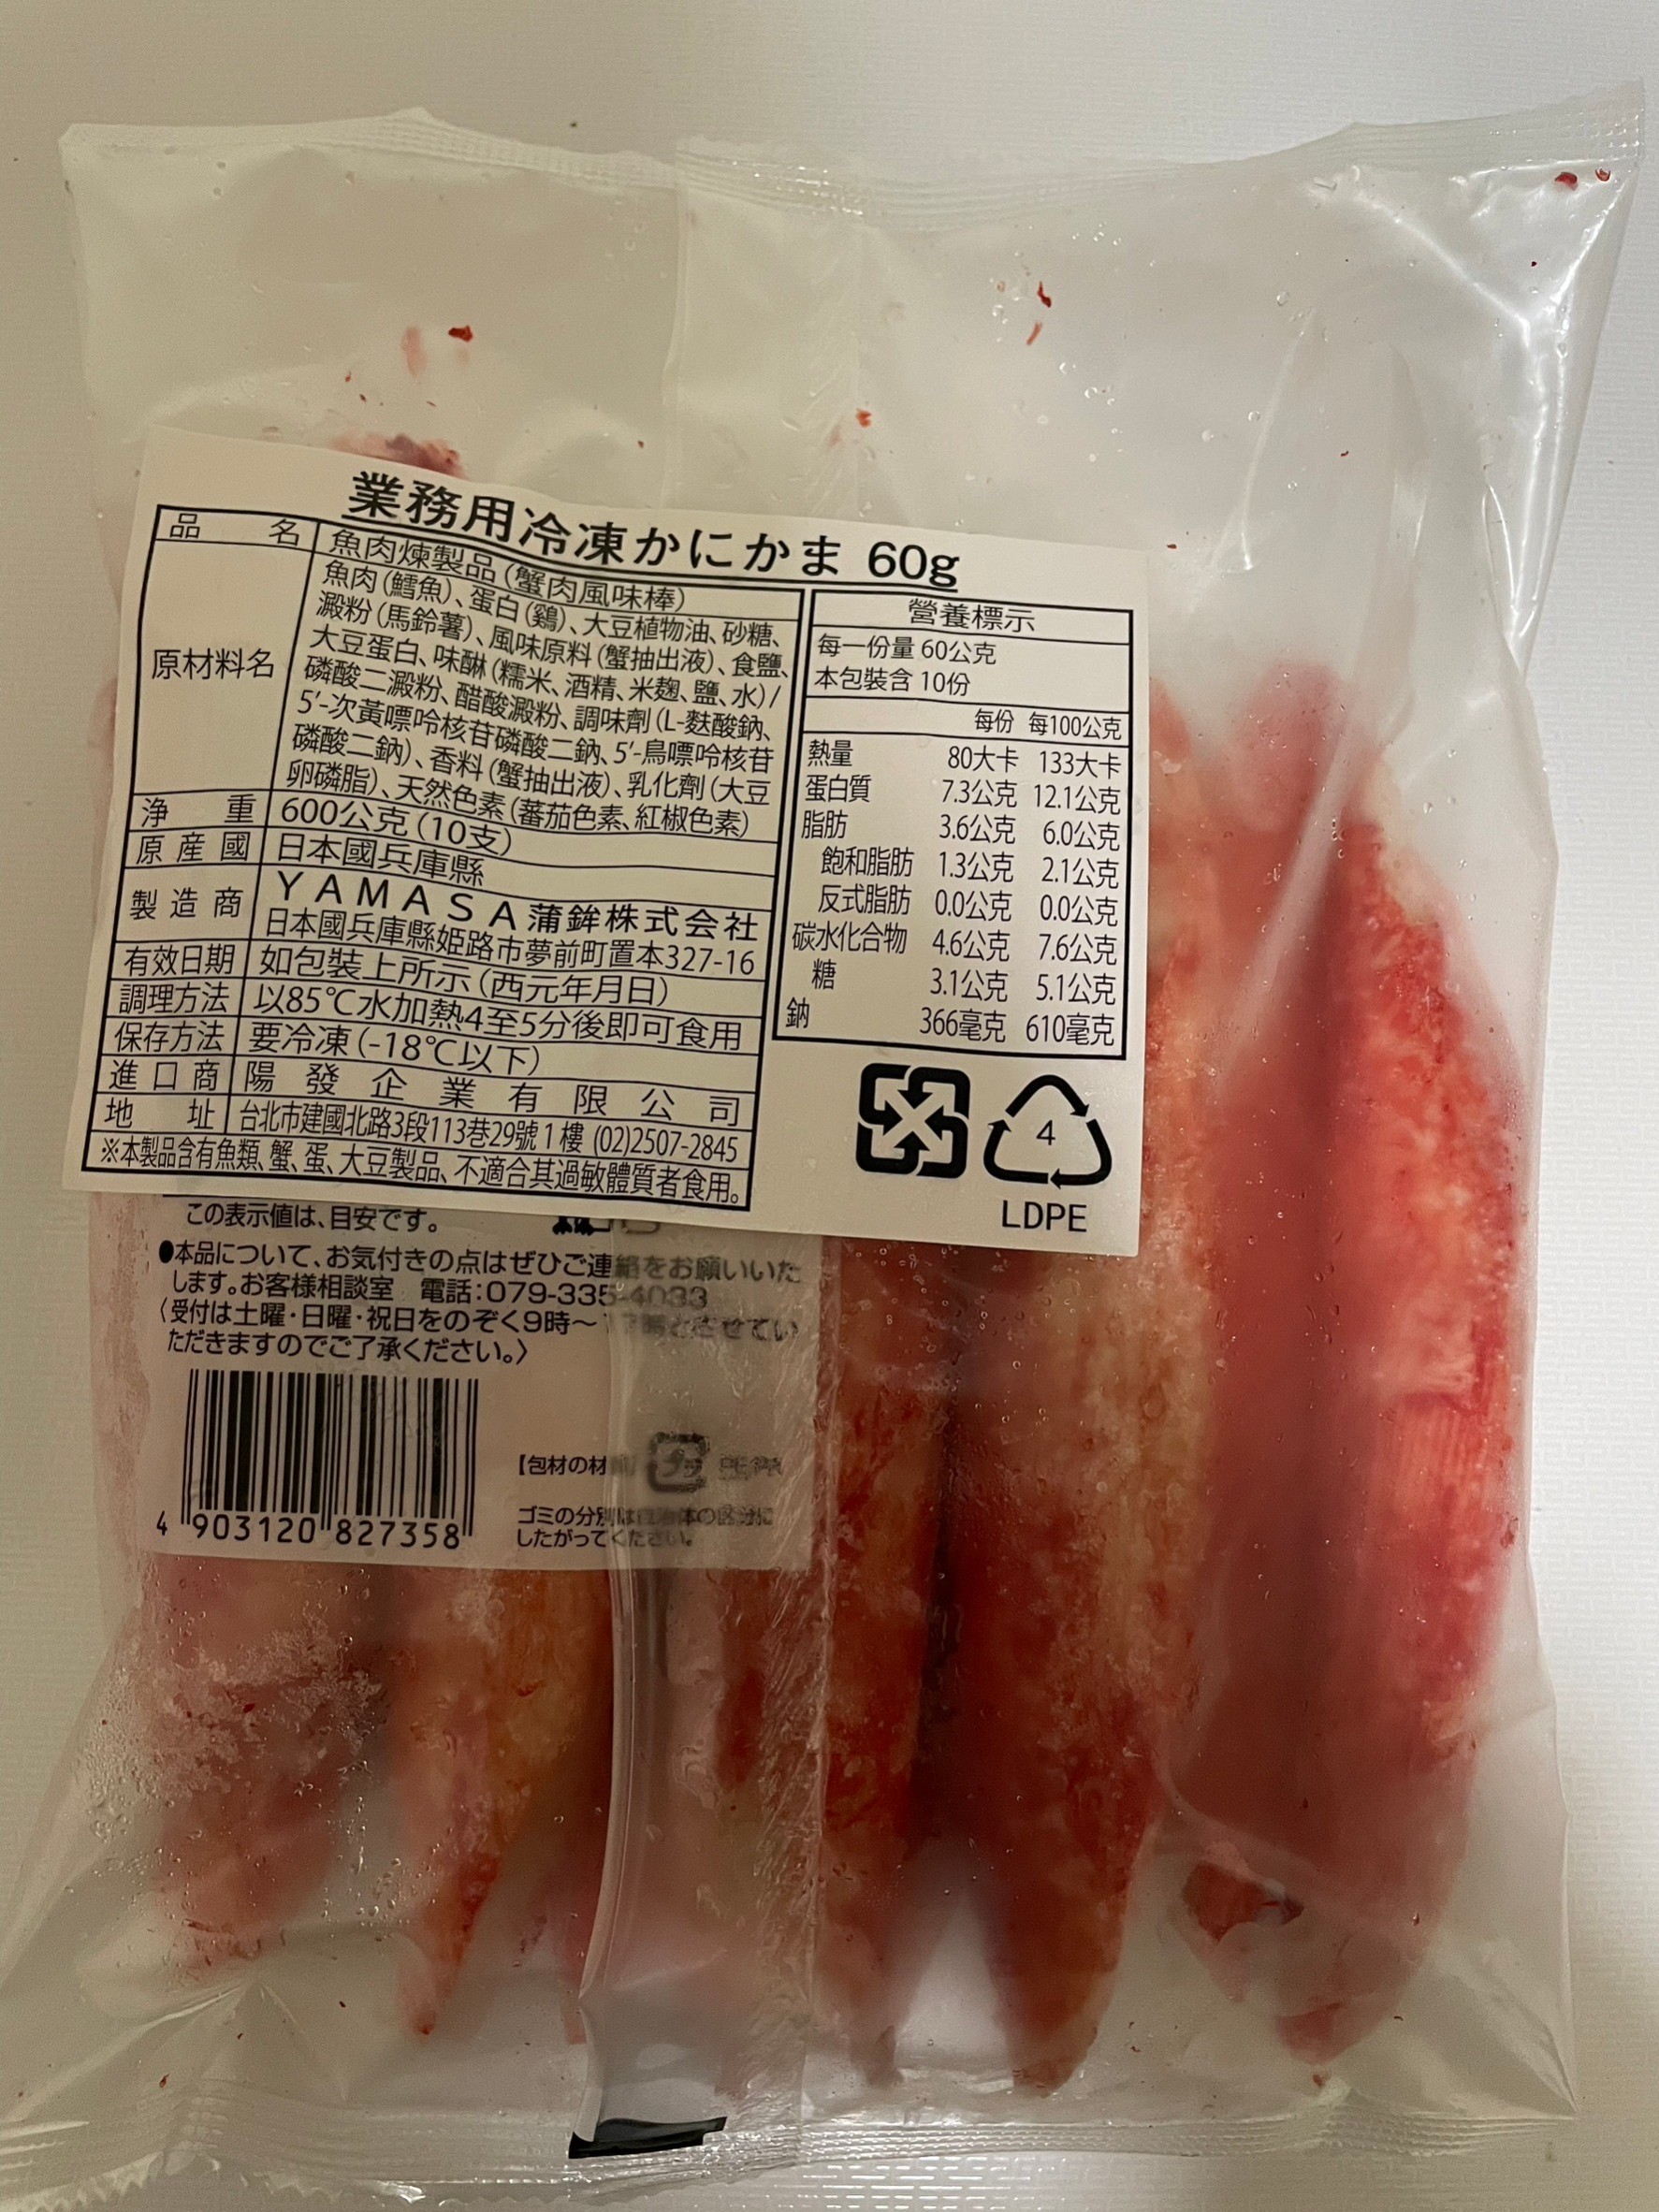 業務用冷凍かにかま 60g
品 名 魚肉煉製品(蟹肉風味棒)
原材料名
魚肉(鱈魚)、蛋白(鷄)、大豆植物油、砂糖、
澱粉(馬鈴薯)、風味原料(蟹抽出液)、食鹽、
大豆蛋白、味醂(糯米、酒精、米麹、鹽、水)/
磷酸二澱粉、醋酸澱粉、調味劑(L-麩酸鈉、
5'-次黃嘌呤核苷磷酸二鈉、5'-鳥嘌呤核苷
磷酸二鈉)、香料(蟹抽出液)、乳化劑(大豆
卵磷脂)、天然色素(蕃茄色素、紅椒色素)
淨 重 600公克(10支)
原產國 日本國兵庫縣
製造商 YAMASA蒲鉾株式会社
日本國兵庫縣姫路市夢前町置本327-16
有效日期 如包裝上所示(西元年月日)
調理方法 以85℃水加熱4至5分後即可食用
保存方法 要冷凍(-18℃以下)
進口商 陽發企業有限公司
地 址 台北市建國北路3段113巷29號1樓 (02)2507-2845
※本製品含有魚類、蟹、蛋、大豆製品、不適合其過敏體質者食用。
營養標示
每一份量 60公克
本包裝含 10份
每份 每100公克
熱量 80大卡 133大卡
蛋白質 7.3公克 12.1公克
脂肪 3.6公克 6.0公克
飽和脂肪 1.3公克 2.1公克
反式脂肪 0.0公克 0.0公克
碳水化合物 4.6公克 7.6公克
糖 3.1公克 5.1公克
鈉 366毫克 610毫克
4
LDPE
この表示値は、目安です。
●本品について、お気付きの点はぜひご連絡をお願いいた
します。お客様相談室 電話:079-335-4033
〈受付は土曜・日曜・祝日をのぞく9時〜17時とさせてい
ただきますのでご了承ください。〉
4 903120 827358
【包材の材
プラ
ゴミの分別は自治体の区分に
したがってください。